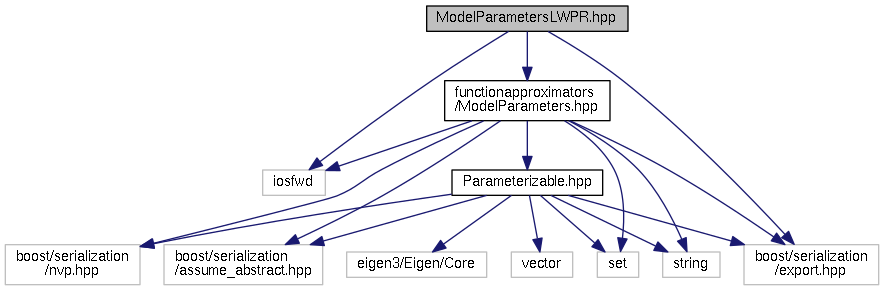 ModelParametersLWPR.hpp
functionapproximators
/ModelParameters.hpp
iosfwd
Parameterizable.hpp
boost/serialization
/nvp.hpp
boost/serialization
/assume_abstract.hpp
eigen3/Eigen/Core
vector
set
string
boost/serialization
/export.hpp